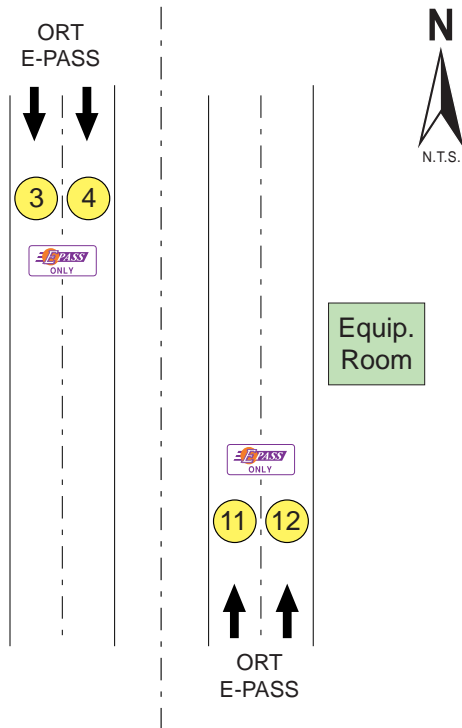 ORT
E-PASS
N
N.T.S.
3 4
E PASS
ONLY
Equip.
Room
E PASS
ONLY
11 12
ORT
E-PASS